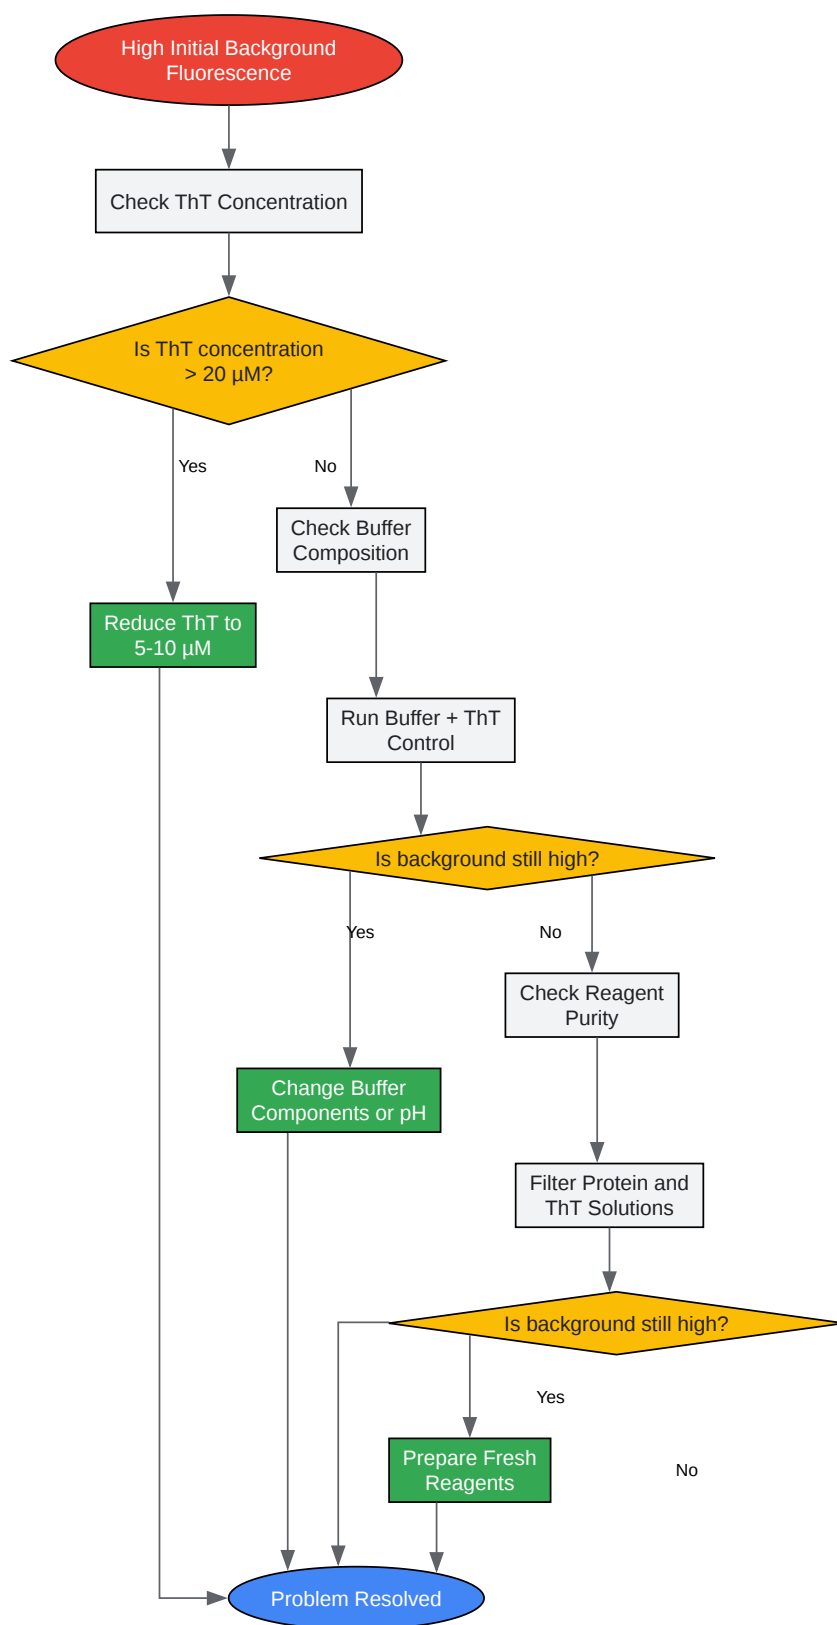 High Initial Background
Fluorescence
Check ThT Concentration
Is ThT concentration
> 20 µM?
Yes
No
Check Buffer
Composition
Reduce ThT to
5-10 µM
Run Buffer + ThT
Control
Is background still high?
Yes
No
Check Reagent
Purity
Change Buffer
Components or pH
Filter Protein and
ThT Solutions
Is background still high?
Yes
Prepare Fresh
Reagents
No
Problem Resolved